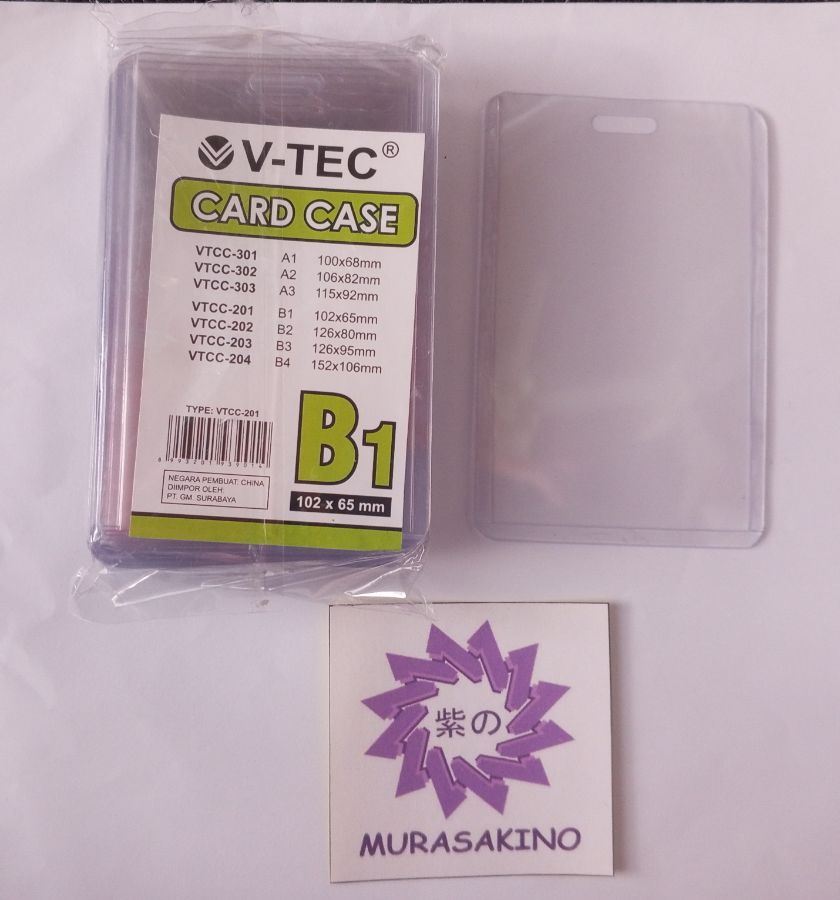 V-TEC®
CARD CASE
VTCC-301 A1 100x68mm
VTCC-302 A2 106x82mm
VTCC-303 A3 115x92mm
VTCC-201 B1 102x65mm
VTCC-202 B2 126x80mm
VTCC-203 B3 126x95mm
VTCC-204 B4 152x106mm
TYPE: VTCC-201
8993201939014
NEGARA PEMBUAT: CHINA
DIIMPOR OLEH:
PT. GM. SURABAYA
B1
102 x 65 mm
紫の
MURASAKINO